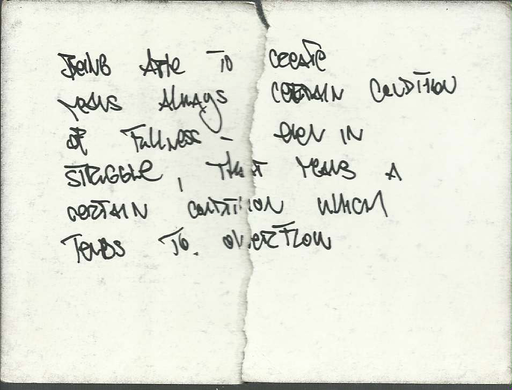 BEING ABLE TO CREATE
MEANS ALWAYS CERTAIN CONDITION
OF FULLNESS - EVEN IN
STRUGGLE, THAT MEANS A
CERTAIN CONDITION WHICH
TENDS TO. OVERFLOW